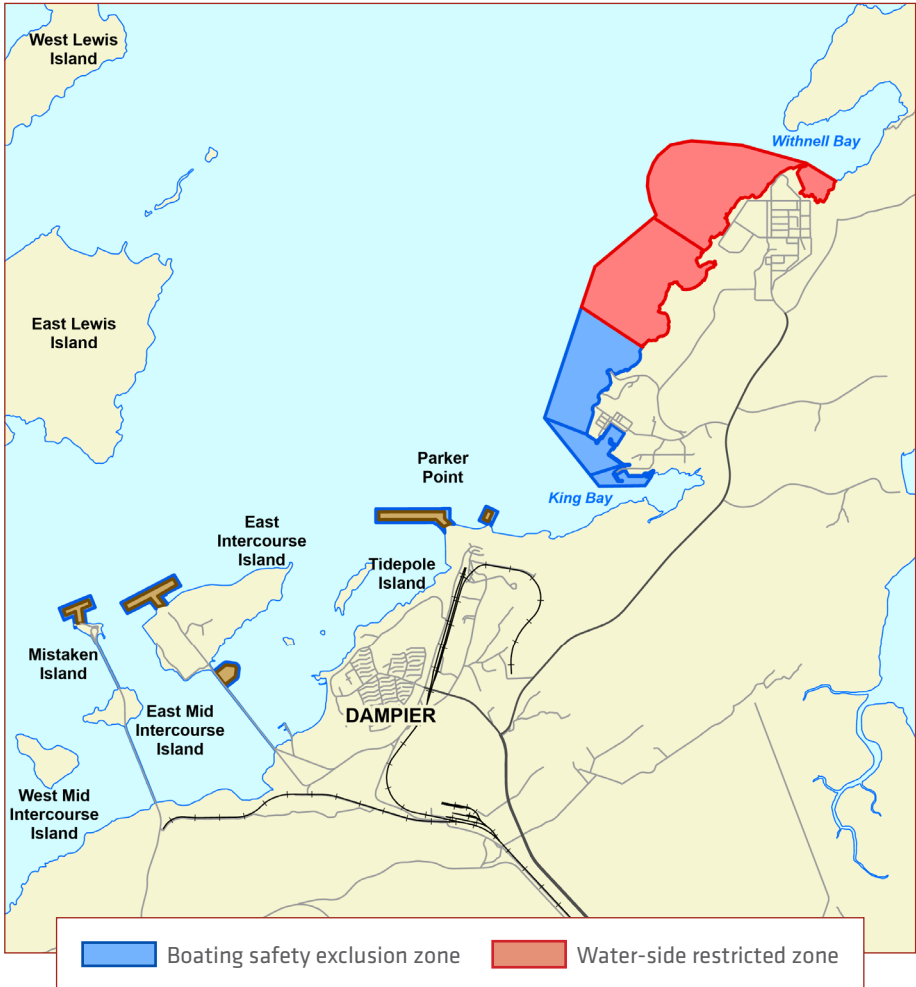 West Lewis
Island
Withnell Bay
East Lewis
Island
Parker
Point
King Bay
East
Intercourse
Island
Tidepole
Island
Mistaken
Island
East Mid
Intercourse
Island
DAMPIER
West Mid
Intercourse
Island
Boating safety exclusion zone
Water-side restricted zone